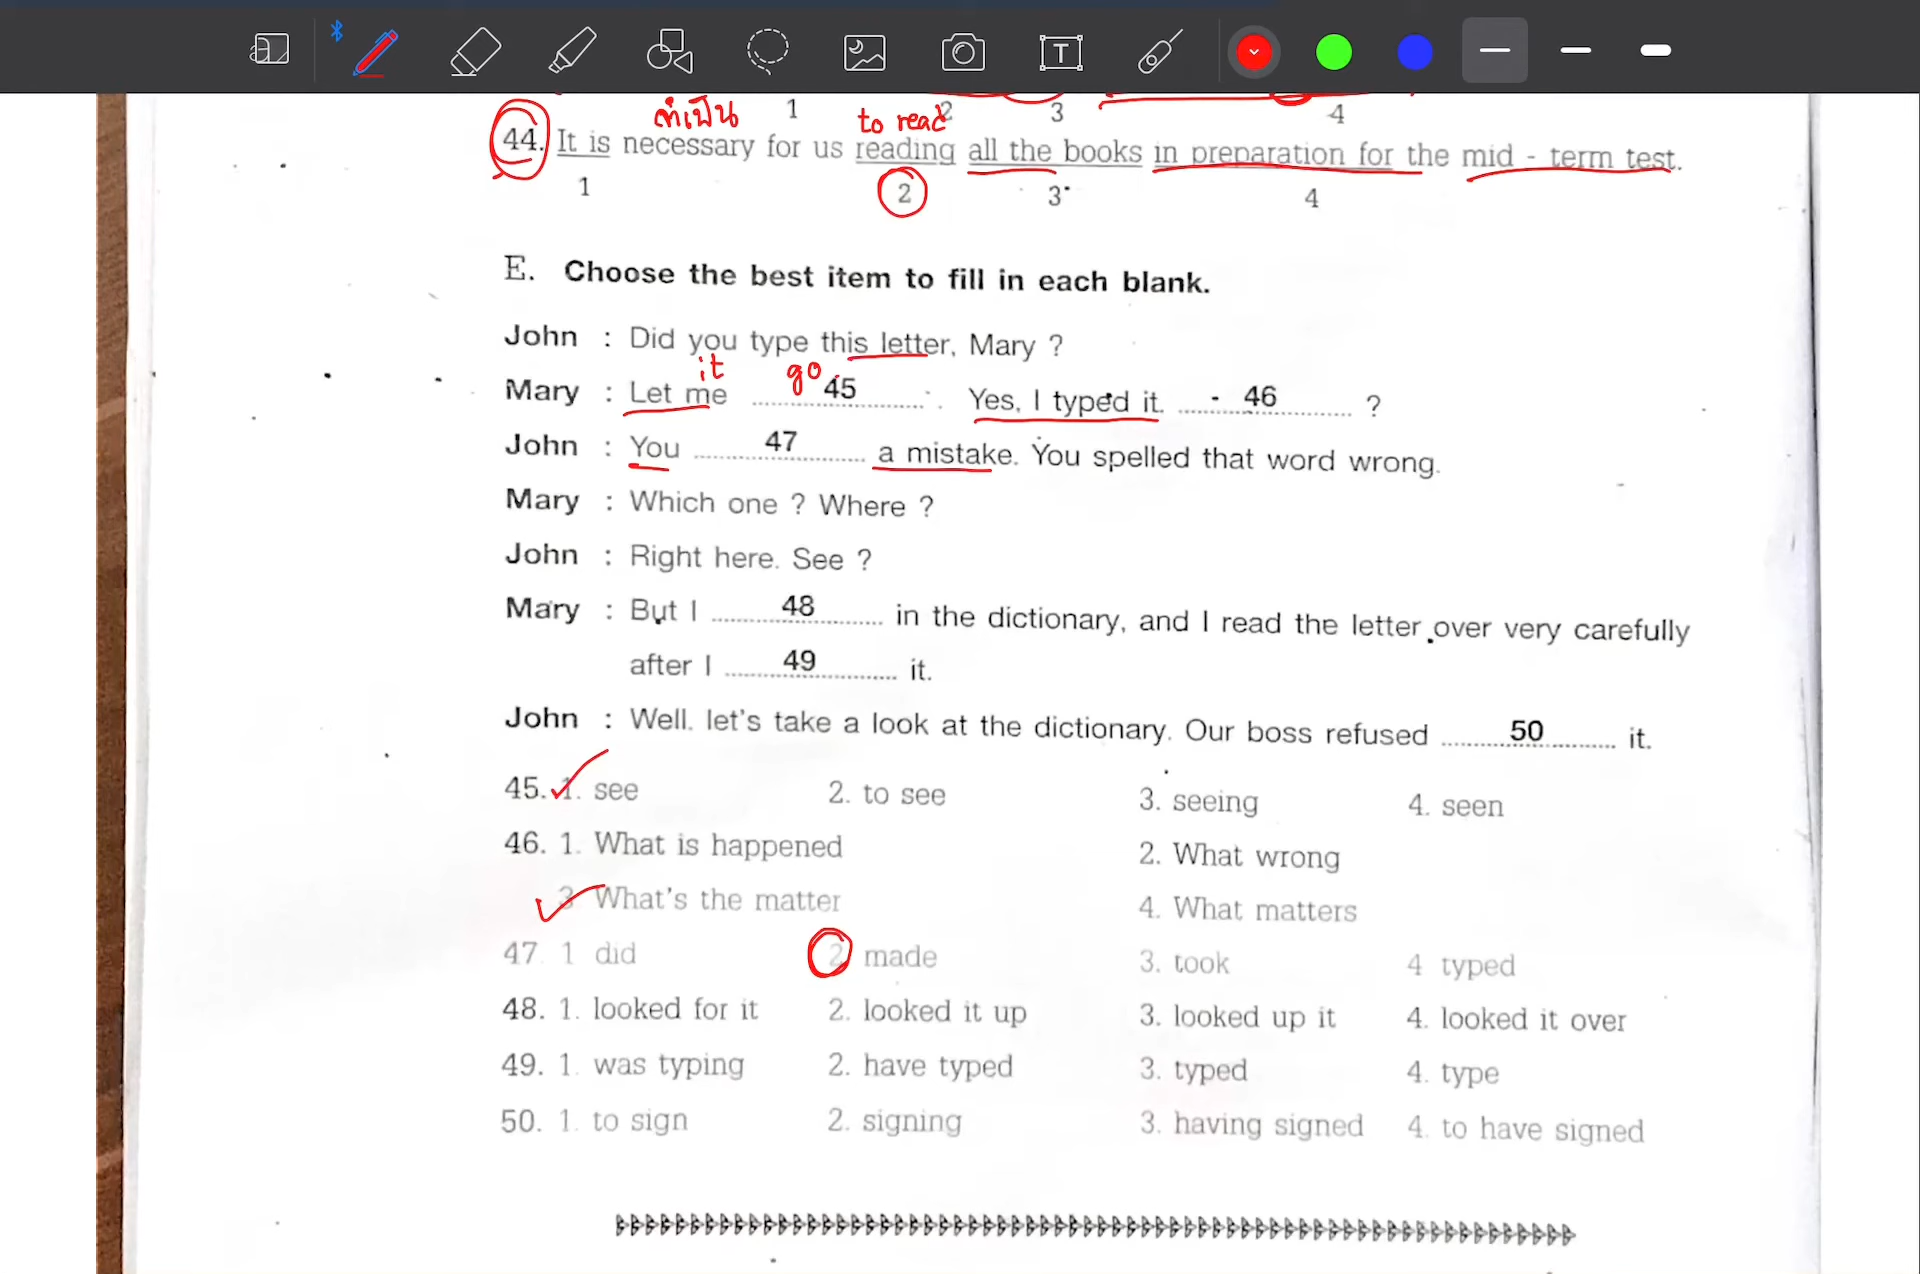 จำเป็น 1 to read 2 3 4
44. It is necessary for us reading all the books in preparation for the mid - term test.
1 2 3 4
E. Choose the best item to fill in each blank.
John : Did you type this letter, Mary ?
it go
Mary : Let me 45 . Yes, I typed it. 46 ?
John : You 47 a mistake. You spelled that word wrong.
Mary : Which one ? Where ?
John : Right here. See ?
Mary : But I 48 in the dictionary, and I read the letter over very carefully
after I 49 it.
John : Well. let's take a look at the dictionary. Our boss refused 50 it.
45. 1. see 2. to see 3. seeing 4. seen
46. 1. What is happened 2. What wrong
3 What's the matter 4. What matters
47. 1 did 2 made 3. took 4 typed
48. 1. looked for it 2. looked it up 3. looked up it 4. looked it over
49. 1. was typing 2. have typed 3. typed 4. type
50. 1. to sign 2. signing 3. having signed 4. to have signed